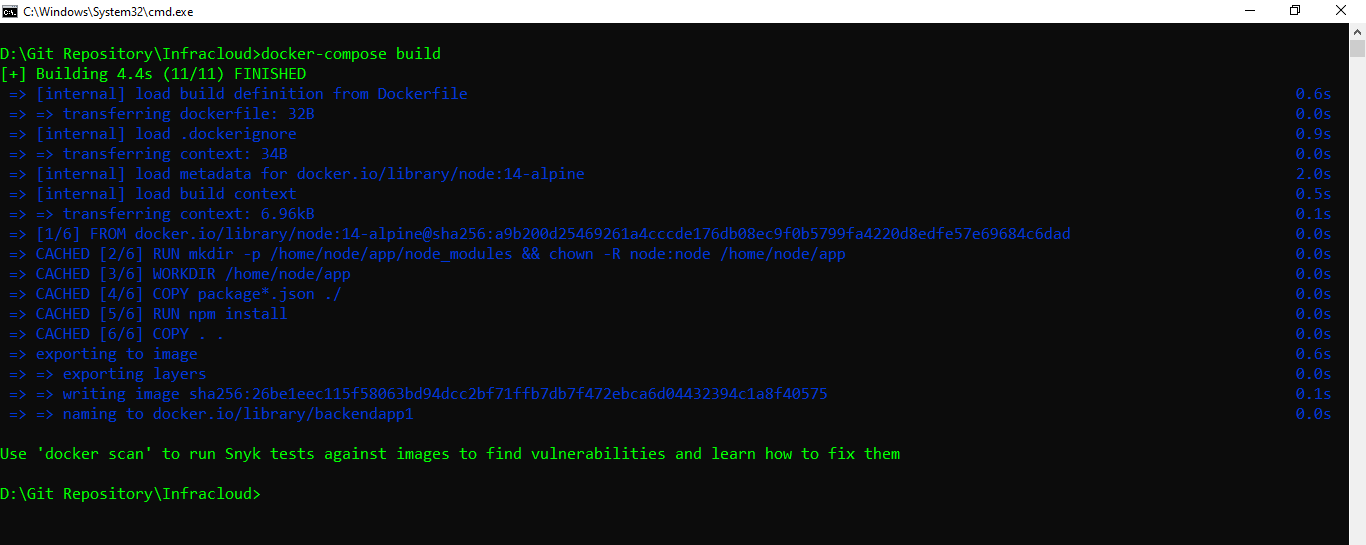 C:\Windows\System32\cmd.exe
D:\Git Repository\Infracloud>docker-compose build
[+] Building 4.4s (11/11) FINISHED
=> [internal] load build definition from Dockerfile 0.6s
=> => transferring dockerfile: 32B 0.0s
=> [internal] load .dockerignore 0.9s
=> => transferring context: 34B 0.0s
=> [internal] load metadata for docker.io/library/node:14-alpine 2.0s
=> [internal] load build context 0.5s
=> => transferring context: 6.96kB 0.1s
=> [1/6] FROM docker.io/library/node:14-alpine@sha256:a9b200d25469261a4cccde176db08ec9f0b5799fa4220d8edfe57e69684c6dad 0.0s
=> CACHED [2/6] RUN mkdir -p /home/node/app/node_modules && chown -R node:node /home/node/app 0.0s
=> CACHED [3/6] WORKDIR /home/node/app 0.0s
=> CACHED [4/6] COPY package*.json ./ 0.0s
=> CACHED [5/6] RUN npm install 0.0s
=> CACHED [6/6] COPY . . 0.0s
=> exporting to image 0.6s
=> => exporting layers 0.0s
=> => writing image sha256:26be1eec115f58063bd94dcc2bf71ffb7db7f472ebca6d04432394c1a8f40575 0.1s
=> => naming to docker.io/library/backendapp1 0.0s
Use 'docker scan' to run Snyk tests against images to find vulnerabilities and learn how to fix them
D:\Git Repository\Infracloud>